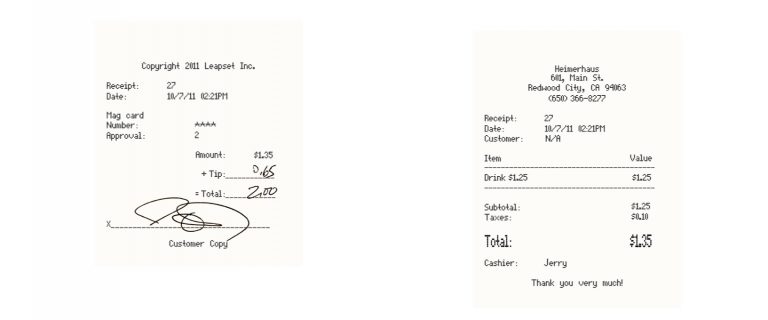 Copyright 2011 Leapset Inc.
Receipt: 27
Date: 10/7/11 02:21PM
Mag card
Number: ****
Approval: 2
Amount: $1.35
+ Tip: 0.65
= Total: 2.00
X
Customer Copy
Heimerhaus
601, Main St.
Redwood City, CA 94063
(650) 366-8277
Receipt: 27
Date: 10/7/11 02:21PM
Customer: N/A
Item Value
Drink $1.25 $1.25
Subtotal: $1.25
Taxes: $0.10
Total: $1.35
Cashier: Jerry
Thank you very much!